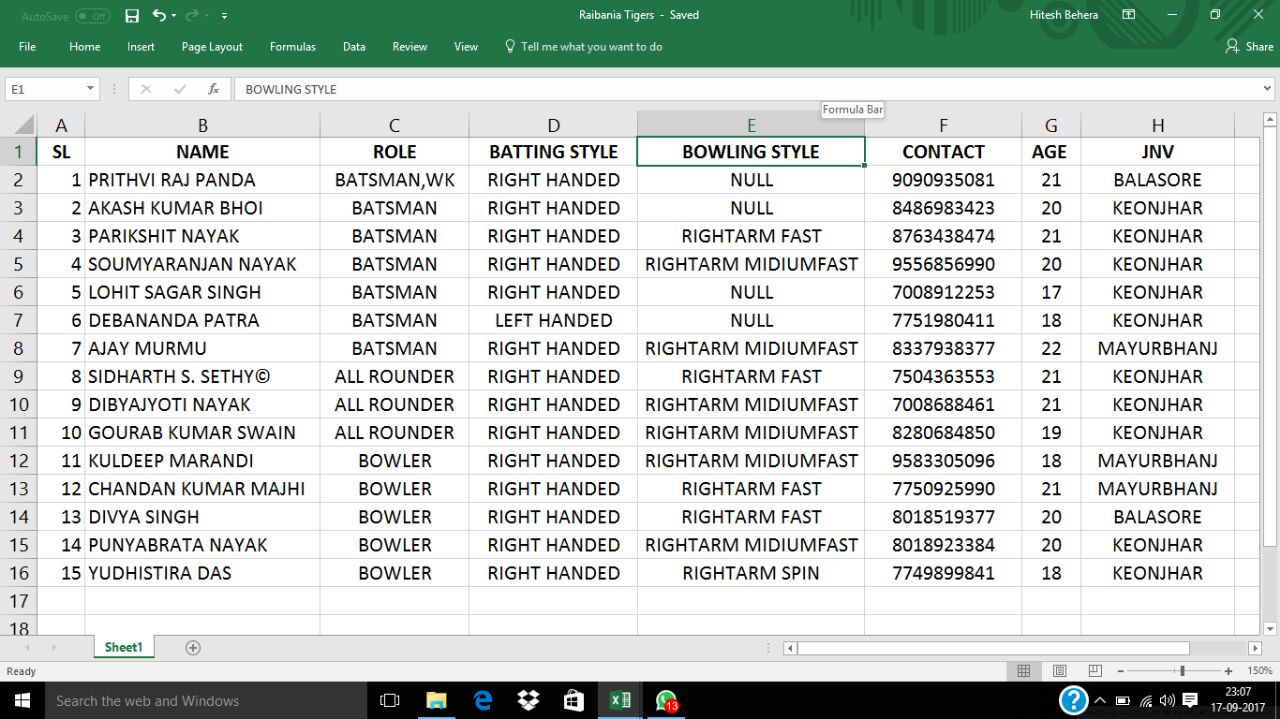 AutoSave Off Raibania Tigers - Saved Hitesh Behera
File Home Insert Page Layout Formulas Data Review View Tell me what you want to do Share
E1 fx BOWLING STYLE
Formula Bar
A B C D E F G H
1 SL NAME ROLE BATTING STYLE BOWLING STYLE CONTACT AGE JNV
2 1 PRITHVI RAJ PANDA BATSMAN,WK RIGHT HANDED NULL 9090935081 21 BALASORE
3 2 AKASH KUMAR BHOI BATSMAN RIGHT HANDED NULL 8486983423 20 KEONJHAR
4 3 PARIKSHIT NAYAK BATSMAN RIGHT HANDED RIGHTARM FAST 8763438474 21 KEONJHAR
5 4 SOUMYARANJAN NAYAK BATSMAN RIGHT HANDED RIGHTARM MIDIUMFAST 9556856990 20 KEONJHAR
6 5 LOHIT SAGAR SINGH BATSMAN RIGHT HANDED NULL 7008912253 17 KEONJHAR
7 6 DEBANANDA PATRA BATSMAN LEFT HANDED NULL 7751980411 18 KEONJHAR
8 7 AJAY MURMU BATSMAN RIGHT HANDED RIGHTARM MIDIUMFAST 8337938377 22 MAYURBHANJ
9 8 SIDHARTH S. SETHY© ALL ROUNDER RIGHT HANDED RIGHTARM FAST 7504363553 21 KEONJHAR
10 9 DIBYAJYOTI NAYAK ALL ROUNDER RIGHT HANDED RIGHTARM MIDIUMFAST 7008688461 21 KEONJHAR
11 10 GOURAB KUMAR SWAIN ALL ROUNDER RIGHT HANDED RIGHTARM MIDIUMFAST 8280684850 19 KEONJHAR
12 11 KULDEEP MARANDI BOWLER RIGHT HANDED RIGHTARM MIDIUMFAST 9583305096 18 MAYURBHANJ
13 12 CHANDAN KUMAR MAJHI BOWLER RIGHT HANDED RIGHTARM FAST 7750925990 21 MAYURBHANJ
14 13 DIVYA SINGH BOWLER RIGHT HANDED RIGHTARM FAST 8018519377 20 BALASORE
15 14 PUNYABRATA NAYAK BOWLER RIGHT HANDED RIGHTARM MIDIUMFAST 8018923384 20 KEONJHAR
16 15 YUDHISTIRA DAS BOWLER RIGHT HANDED RIGHTARM SPIN 7749899841 18 KEONJHAR
17
18
Sheet1
Ready 150%
Search the web and Windows 13 23:07
17-09-2017